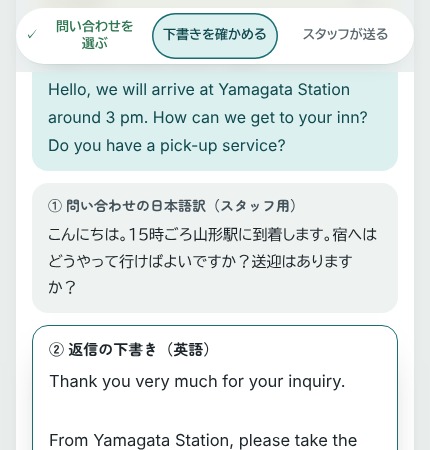 ✓ 問い合わせを
選ぶ
下書きを確かめる
スタッフが送る
Hello, we will arrive at Yamagata Station
around 3 pm. How can we get to your inn?
Do you have a pick-up service?
① 問い合わせの日本語訳（スタッフ用）
こんにちは。15時ごろ山形駅に到着します。宿へは
どうやって行けばよいですか？送迎はあります
か？
② 返信の下書き（英語）
Thank you very much for your inquiry.
From Yamagata Station, please take the